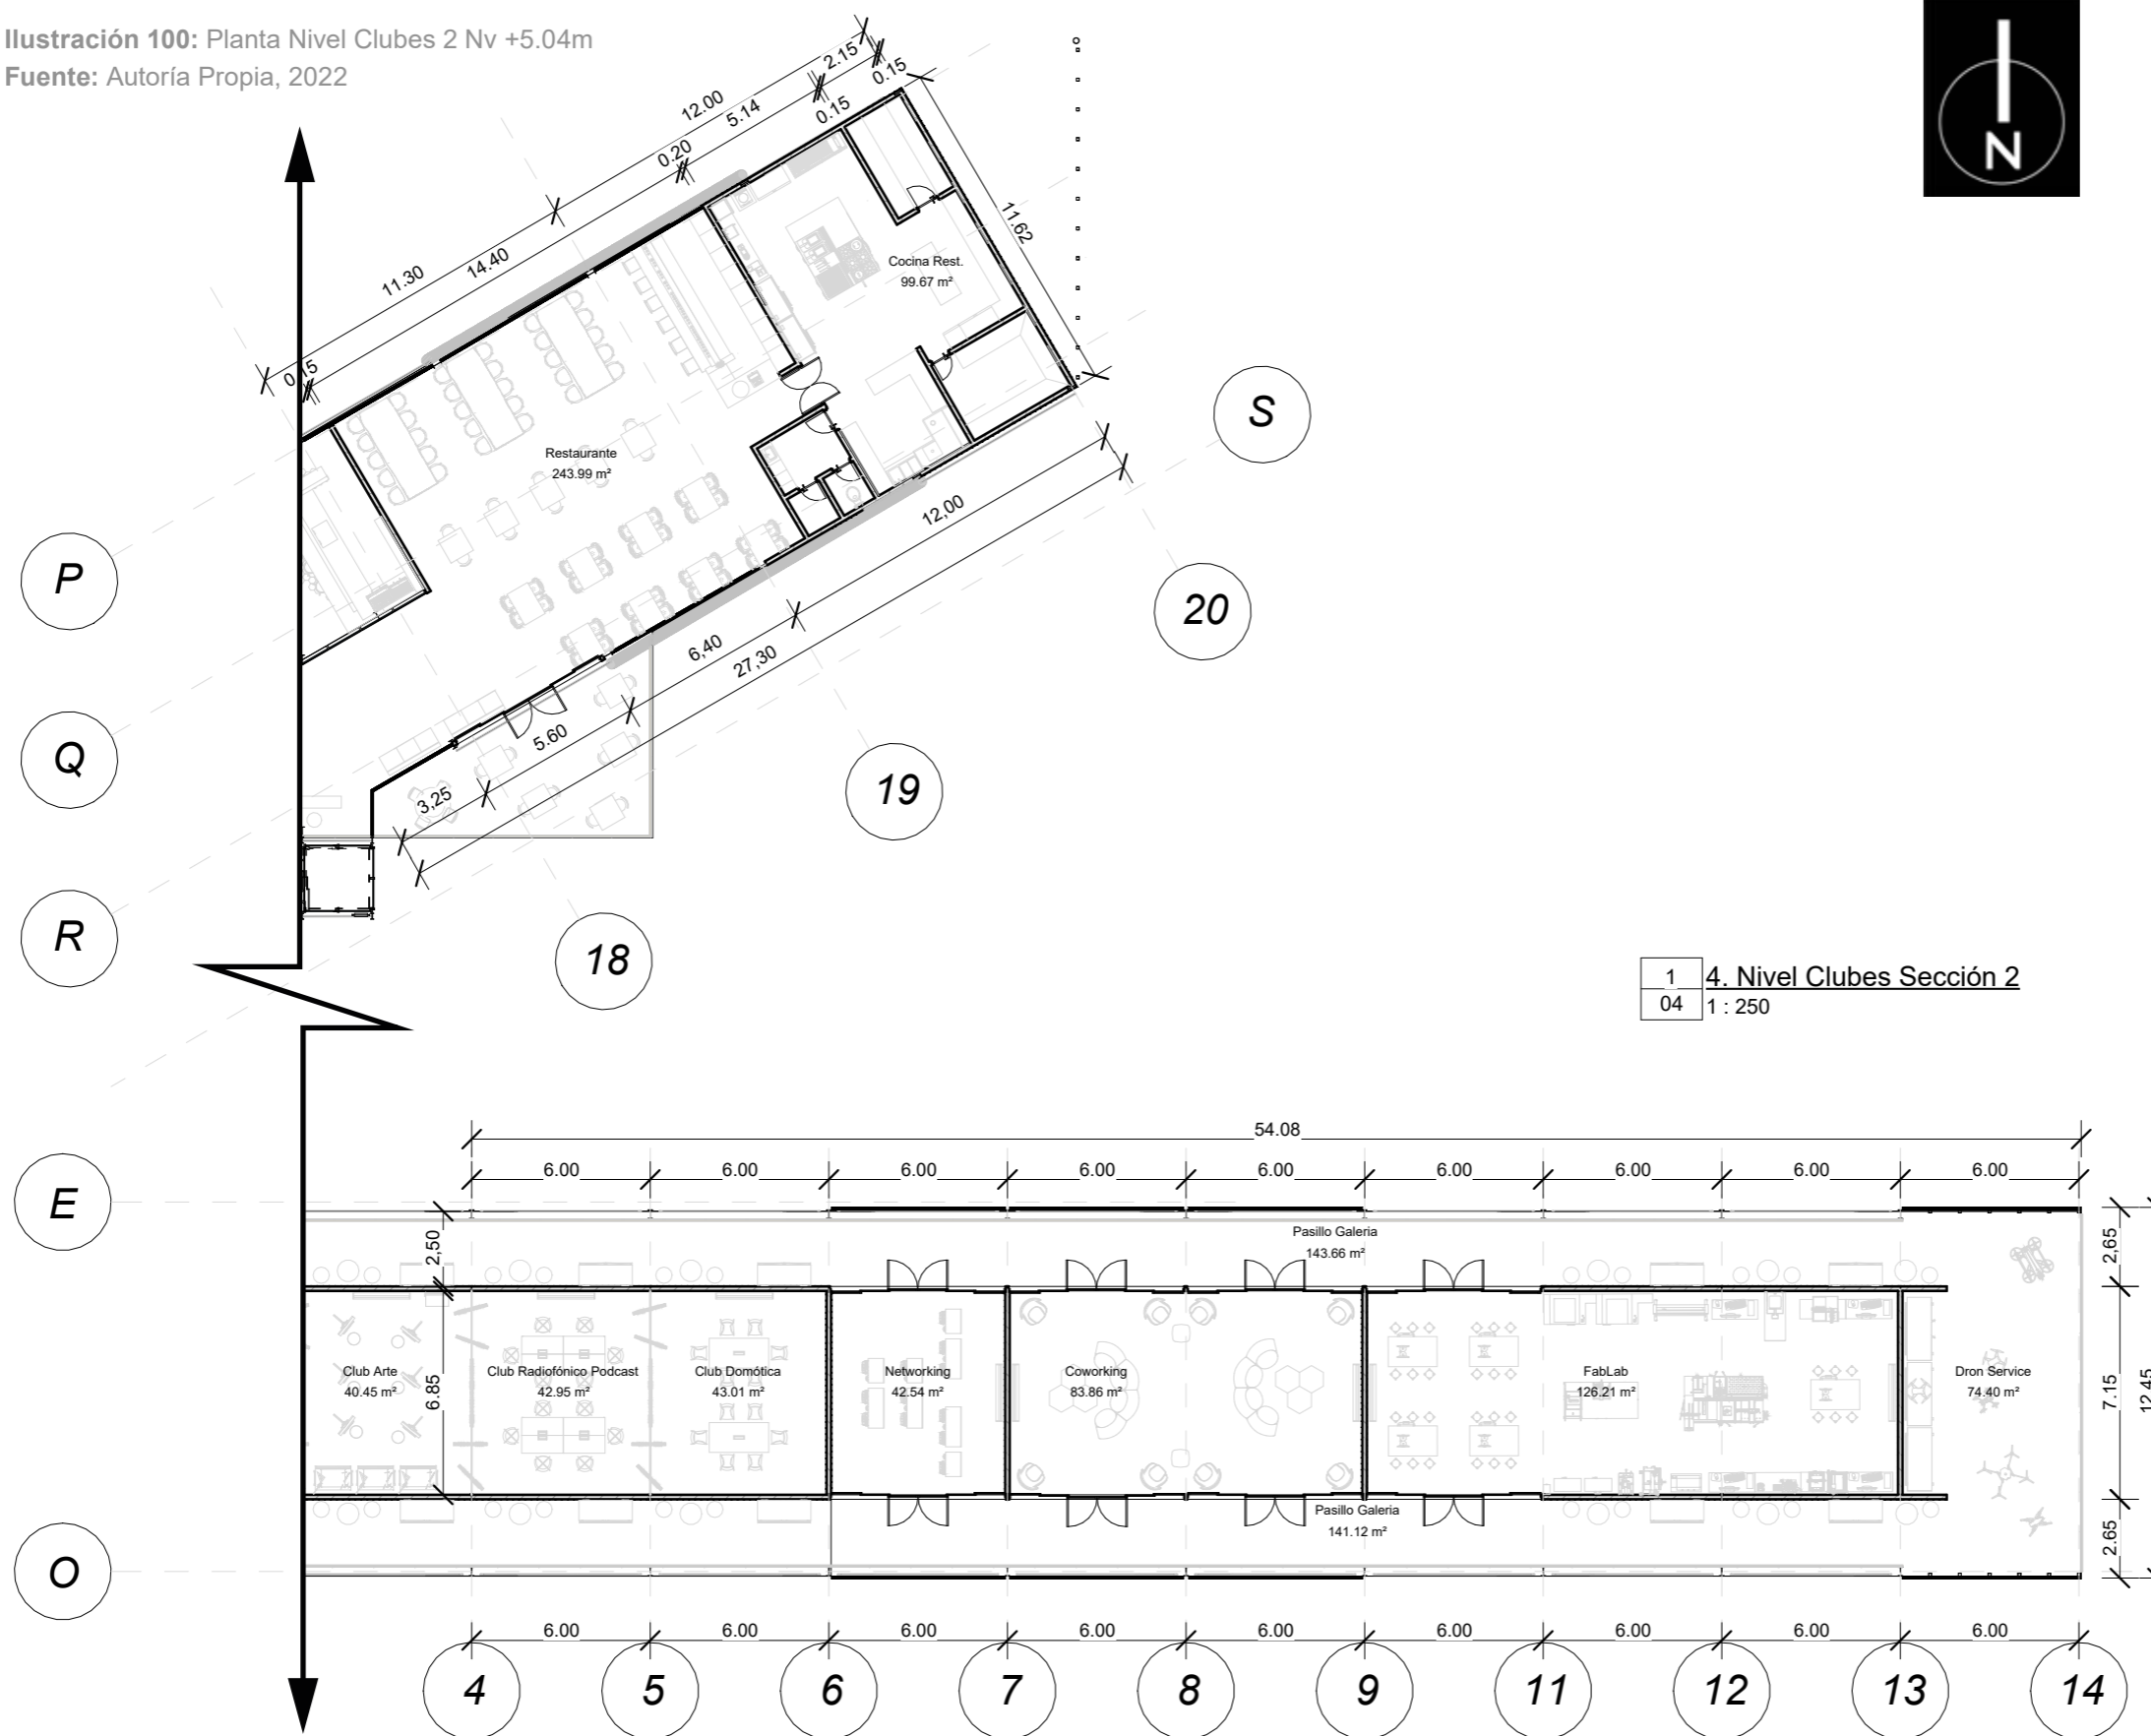 Ilustración 100: Planta Nivel Clubes 2 Nv +5.04m
Fuente: Autoría Propia, 2022
N
2.15
0.15
12.00
5.14
0.15
0.20
11.30
14.40
0.15
11.62
Cocina Rest.
99.67 m²
Restaurante
243.99 m²
S
12,00
P
20
6,40
27,30
5.60
Q
19
3,25
R
18
1
04
4. Nivel Clubes Sección 2
1 : 250
54.08
6.00 6.00 6.00 6.00 6.00 6.00 6.00 6.00 6.00
E
2,50
Pasillo Galeria
143.66 m²
2,65
6.85
Club Arte
40.45 m²
Club Radiofónico Podcast
42.95 m²
Club Domótica
43.01 m²
Networking
42.54 m²
Coworking
83.86 m²
FabLab
126.21 m²
Dron Service
74.40 m²
7.15
12.45
Pasillo Galeria
141.12 m²
2.65
O
6.00 6.00 6.00 6.00 6.00 6.00 6.00 6.00 6.00
4 5 6 7 8 9 11 12 13 14